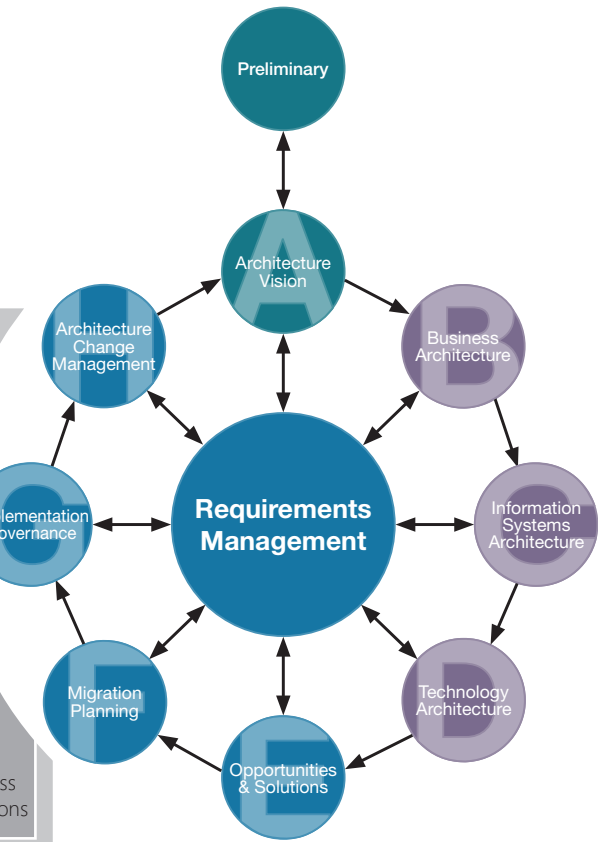 Preliminary
A
Architecture
Vision
H
Architecture
Change
Management
B
Business
Architecture
Requirements
Management
G
C
Information
Systems
Architecture
F
Migration
Planning
D
Technology
Architecture
E
Opportunities
& Solutions